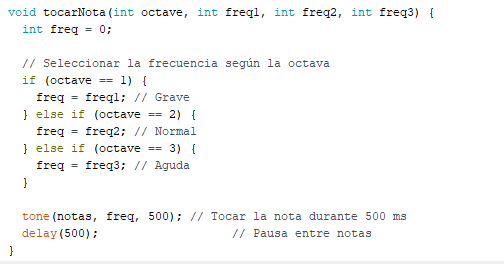 void tocarNota(int octave, int freq1, int freq2, int freq3) {
  int freq = 0;

  // Seleccionar la frecuencia según la octava
  if (octave == 1) {
    freq = freq1; // Grave
  } else if (octave == 2) {
    freq = freq2; // Normal
  } else if (octave == 3) {
    freq = freq3; // Aguda
  }

  tone(notas, freq, 500); // Tocar la nota durante 500 ms
  delay(500);                  // Pausa entre notas
}